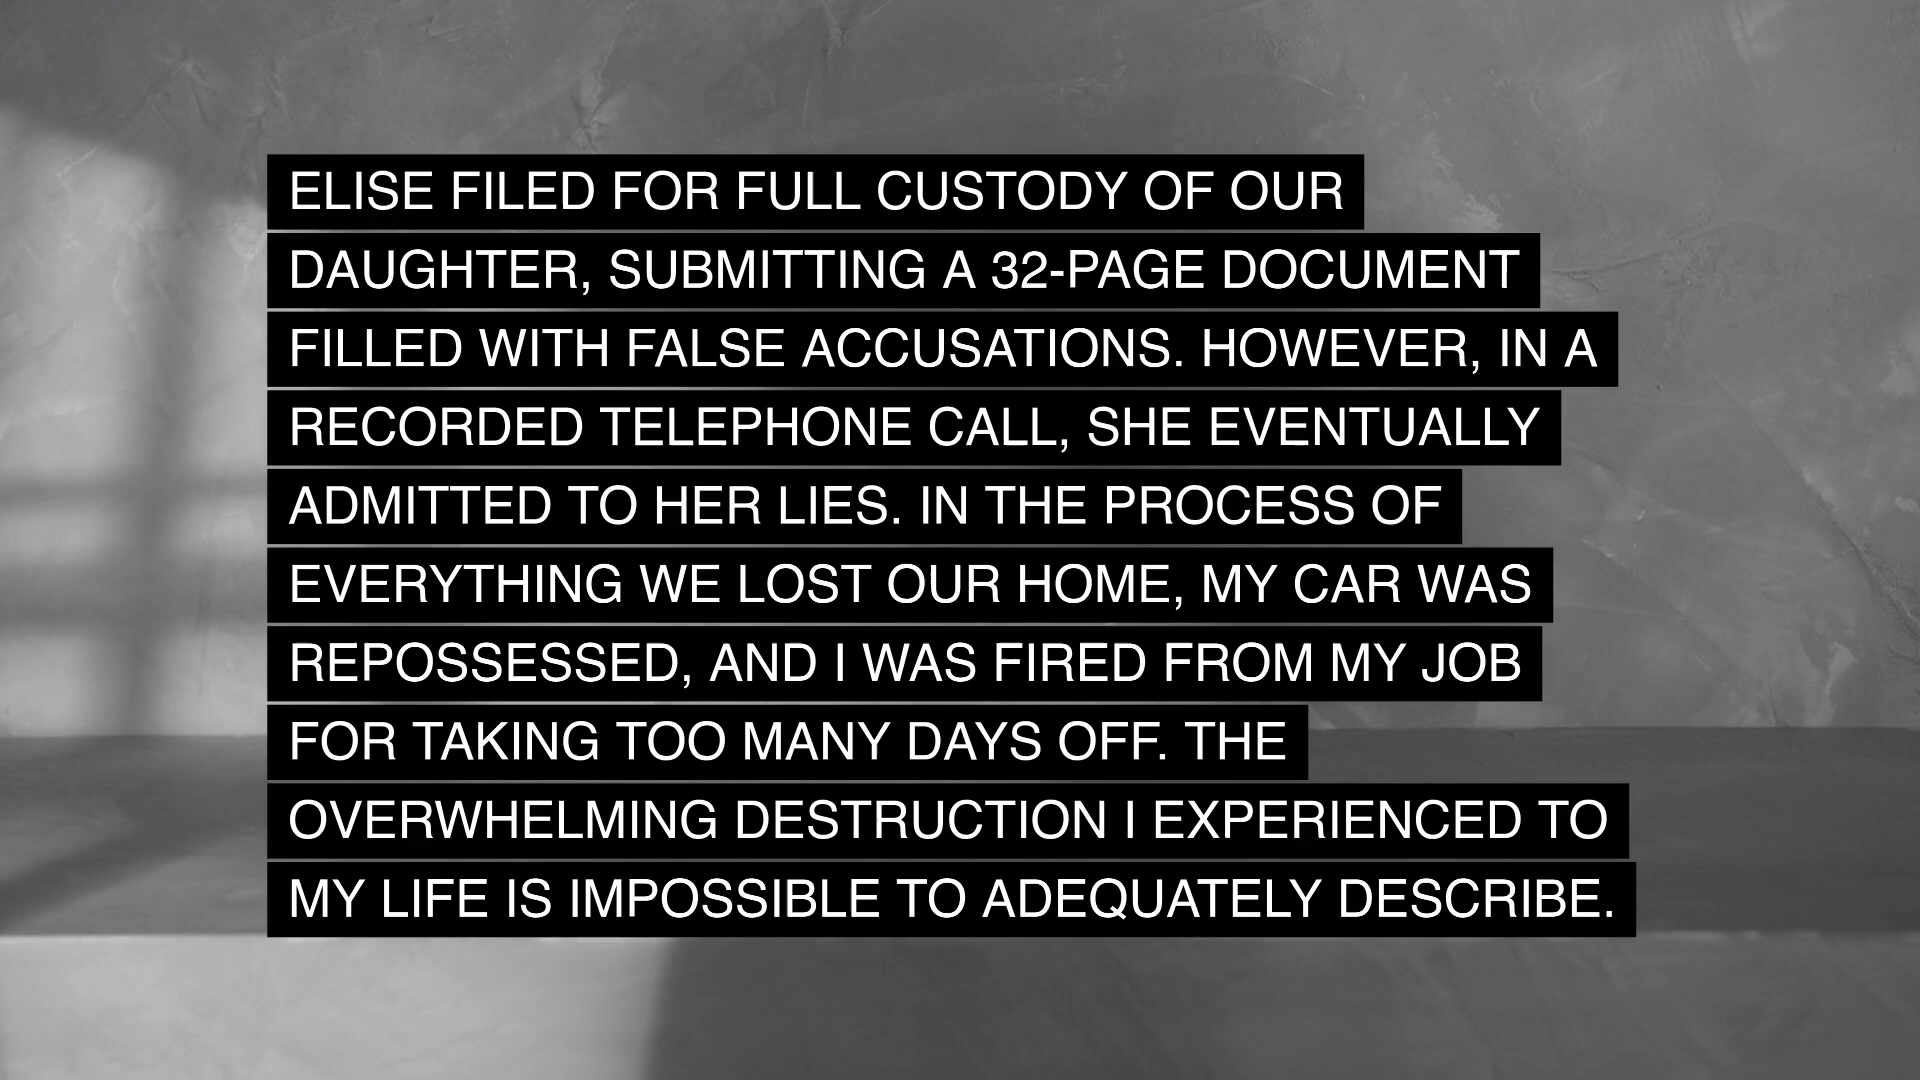 ELISE FILED FOR FULL CUSTODY OF OUR
DAUGHTER, SUBMITTING A 32-PAGE DOCUMENT
FILLED WITH FALSE ACCUSATIONS. HOWEVER, IN A
RECORDED TELEPHONE CALL, SHE EVENTUALLY
ADMITTED TO HER LIES. IN THE PROCESS OF
EVERYTHING WE LOST OUR HOME, MY CAR WAS
REPOSSESSED, AND I WAS FIRED FROM MY JOB
FOR TAKING TOO MANY DAYS OFF. THE
OVERWHELMING DESTRUCTION I EXPERIENCED TO
MY LIFE IS IMPOSSIBLE TO ADEQUATELY DESCRIBE.